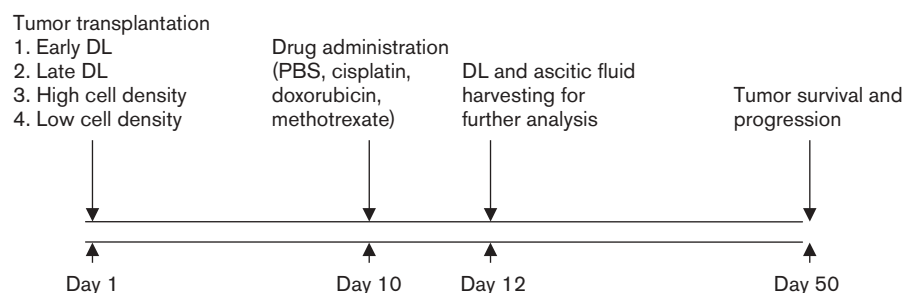 Tumor transplantation
1. Early DL
2. Late DL
3. High cell density
4. Low cell density
Drug administration
(PBS, cisplatin,
doxorubicin,
methotrexate)
DL and ascitic fluid
harvesting for
further analysis
Tumor survival and
progression
Day 1
Day 10
Day 12
Day 50